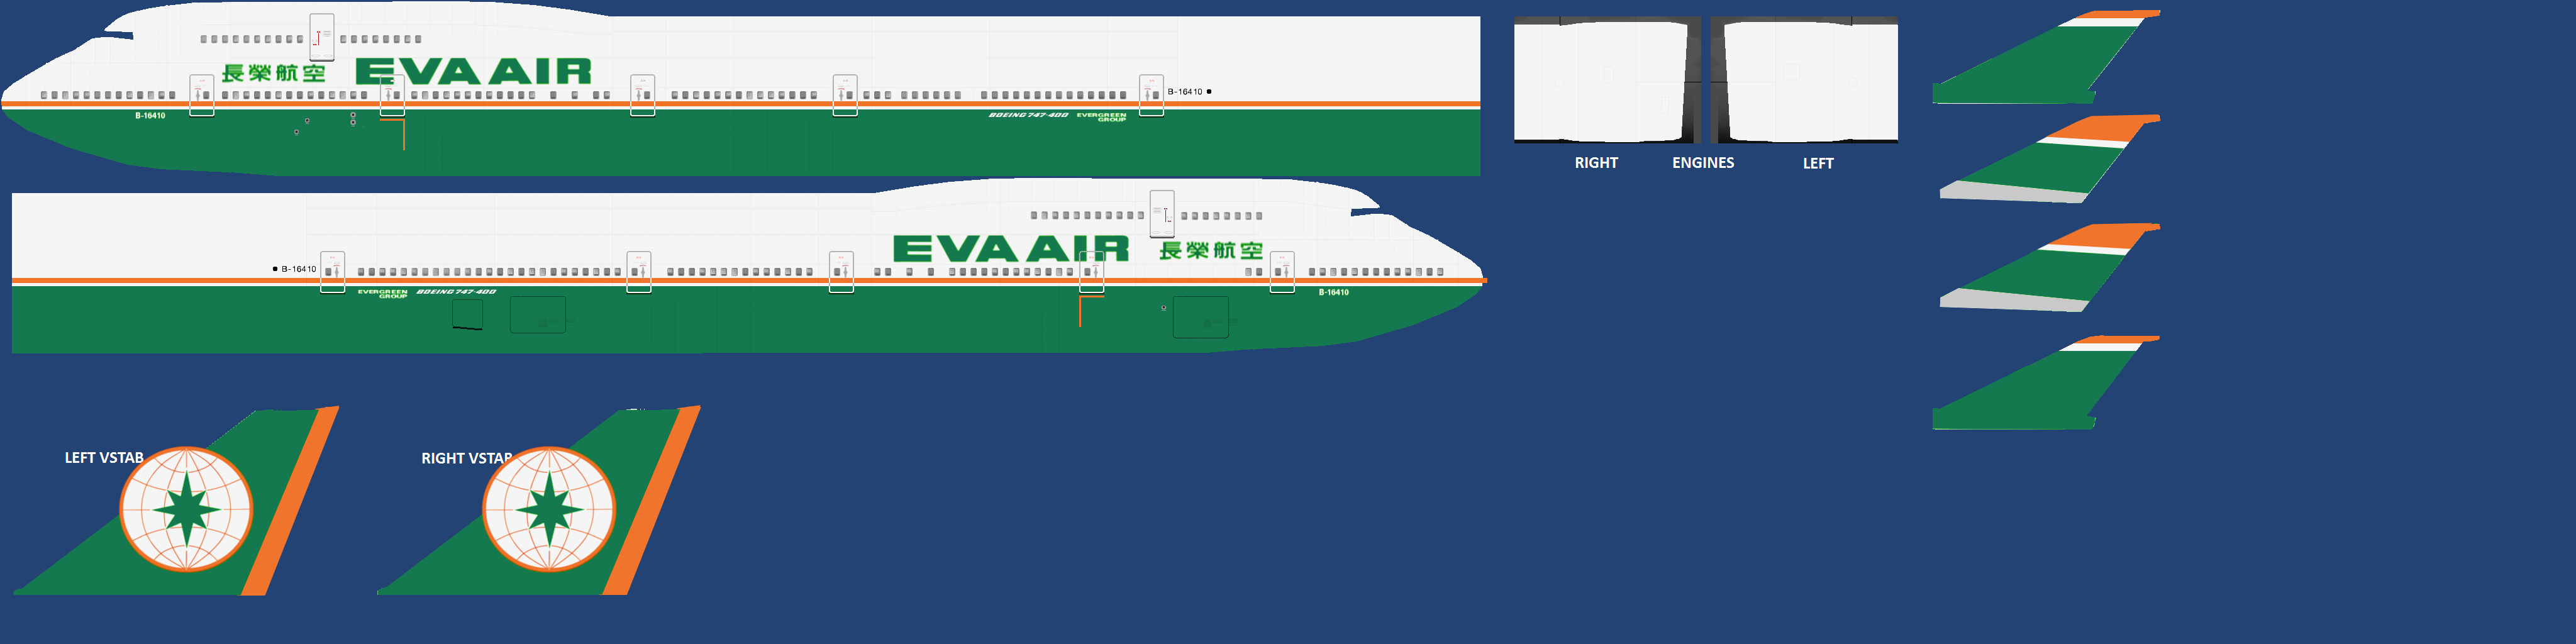 長榮航空 EVA AIR
B-16410
B-16410
BOEING 747-400 EVERGREEN
GROUP
RIGHT ENGINES LEFT
EVA AIR 長榮航空
B-16410
EVERGREEN BOEING 747-400
GROUP
B-16410
LEFT VSTAB
RIGHT VSTAB